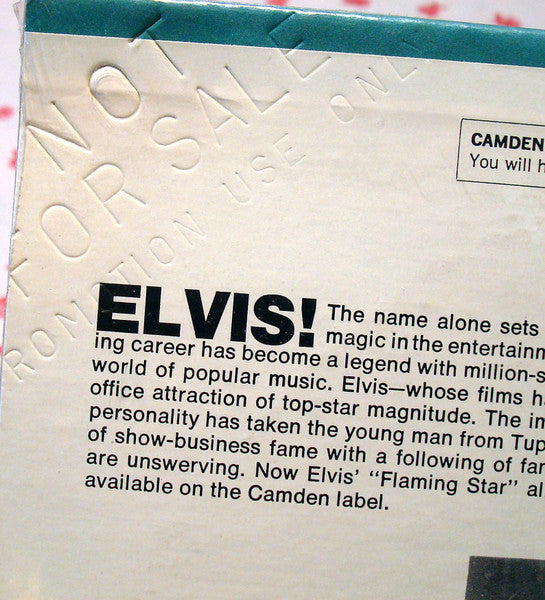 NOT
FOR SALE
PROMOTION USE ONLY
CAMDEN
You will h
ELVIS! The name alone sets
magic in the entertainm
ing career has become a legend with million-s
world of popular music. Elvis—whose films h
office attraction of top-star magnitude. The im
personality has taken the young man from Tup
of show-business fame with a following of fan
are unswerving. Now Elvis' "Flaming Star" al
available on the Camden label.